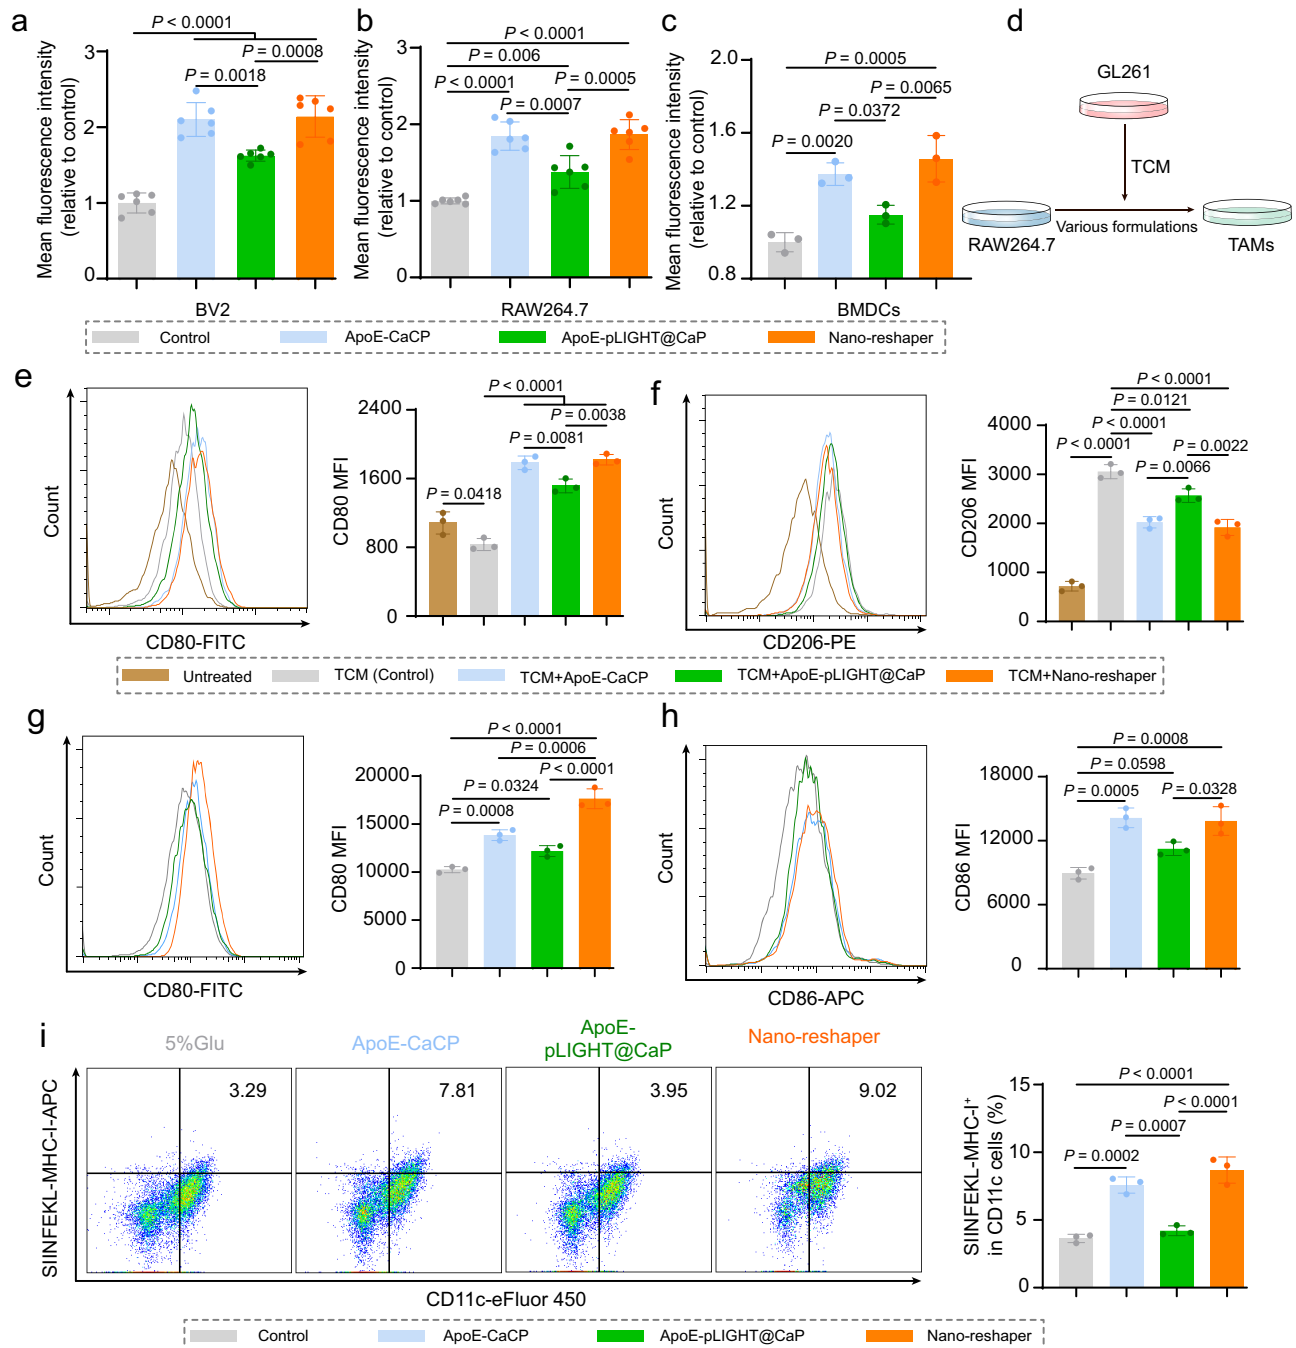 a
Mean fluorescence intensity
(relative to control)
3
2
1
0
P < 0.0001
P = 0.0008
P = 0.0018
BV2
b
Mean fluorescence intensity
(relative to control)
3
2
1
0
P < 0.0001
P = 0.006
P < 0.0001
P = 0.0005
P = 0.0007
RAW264.7
c
Mean fluorescence intensity
(relative to control)
2.0
1.6
1.2
0.8
P = 0.0005
P = 0.0065
P = 0.0372
P = 0.0020
BMDCs
d
GL261
TCM
Various formulations
RAW264.7
TAMs
Control
ApoE-CaCP
ApoE-pLIGHT@CaP
Nano-reshaper
e
Count
CD80-FITC
CD80 MFI
2400
1600
800
0
P < 0.0001
P = 0.0038
P = 0.0081
P = 0.0418
f
Count
CD206-PE
CD206 MFI
4000
3000
2000
1000
0
P < 0.0001
P = 0.0121
P < 0.0001
P < 0.0001
P = 0.0022
P = 0.0066
Untreated
TCM (Control)
TCM+ApoE-CaCP
TCM+ApoE-pLIGHT@CaP
TCM+Nano-reshaper
g
Count
CD80-FITC
CD80 MFI
20000
15000
10000
5000
0
P < 0.0001
P = 0.0006
P = 0.0324
P < 0.0001
P = 0.0008
h
Count
CD86-APC
CD86 MFI
18000
12000
6000
0
P = 0.0008
P = 0.0598
P = 0.0005
P = 0.0328
i
5%Glu
ApoE-CaCP
ApoE-
pLIGHT@CaP
Nano-reshaper
SIINFEKL-MHC-I-APC
3.29
7.81
3.95
9.02
CD11c-eFluor 450
SIINFEKL-MHC-I⁺
in CD11c cells (%)
15
10
5
0
P < 0.0001
P < 0.0001
P = 0.0007
P = 0.0002
Control
ApoE-CaCP
ApoE-pLIGHT@CaP
Nano-reshaper